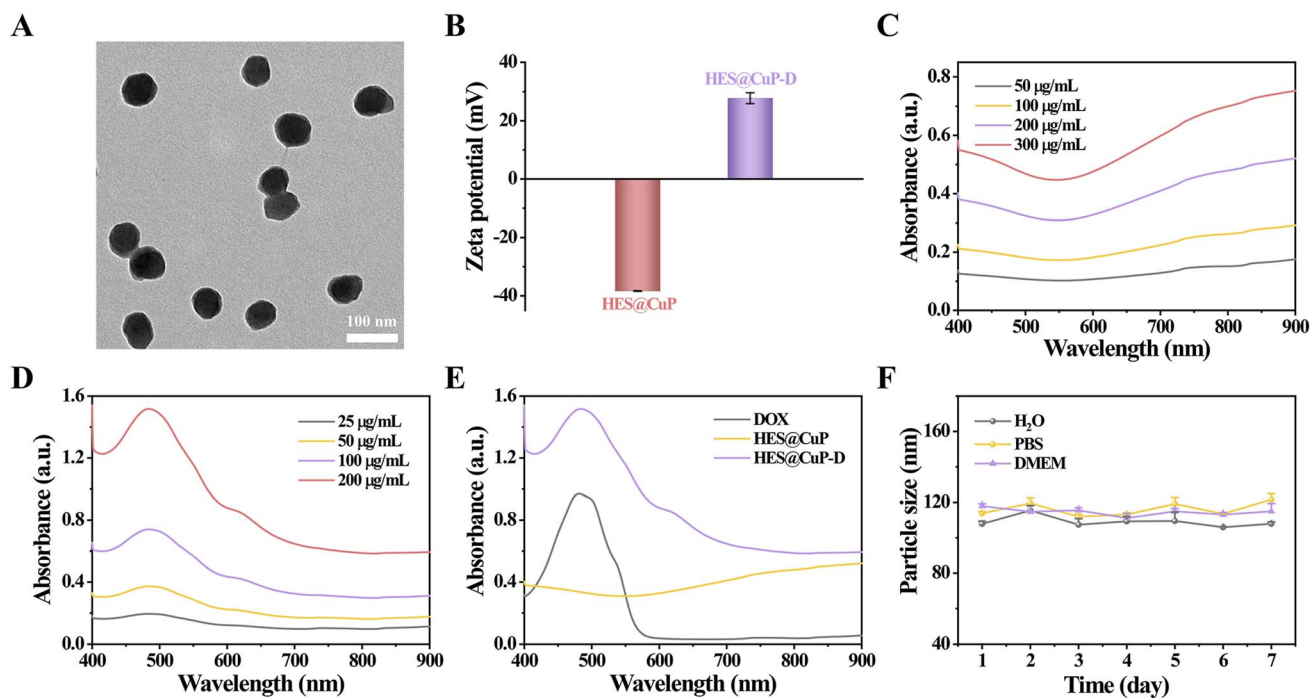 A
100 nm
B
Zeta potential (mV)
40
20
0
-20
-40
HES@CuP-D
HES@CuP
C
Absorbance (a.u.)
0.8
0.6
0.4
0.2
0.0
50 μg/mL
100 μg/mL
200 μg/mL
300 μg/mL
400 500 600 700 800 900
Wavelength (nm)
D
Absorbance (a.u.)
1.6
1.2
0.8
0.4
0.0
25 μg/mL
50 μg/mL
100 μg/mL
200 μg/mL
400 500 600 700 800 900
Wavelength (nm)
E
Absorbance (a.u.)
1.6
1.2
0.8
0.4
0.0
DOX
HES@CuP
HES@CuP-D
400 500 600 700 800 900
Wavelength (nm)
F
Particle size (nm)
160
120
80
40
H₂O
PBS
DMEM
1 2 3 4 5 6 7
Time (day)